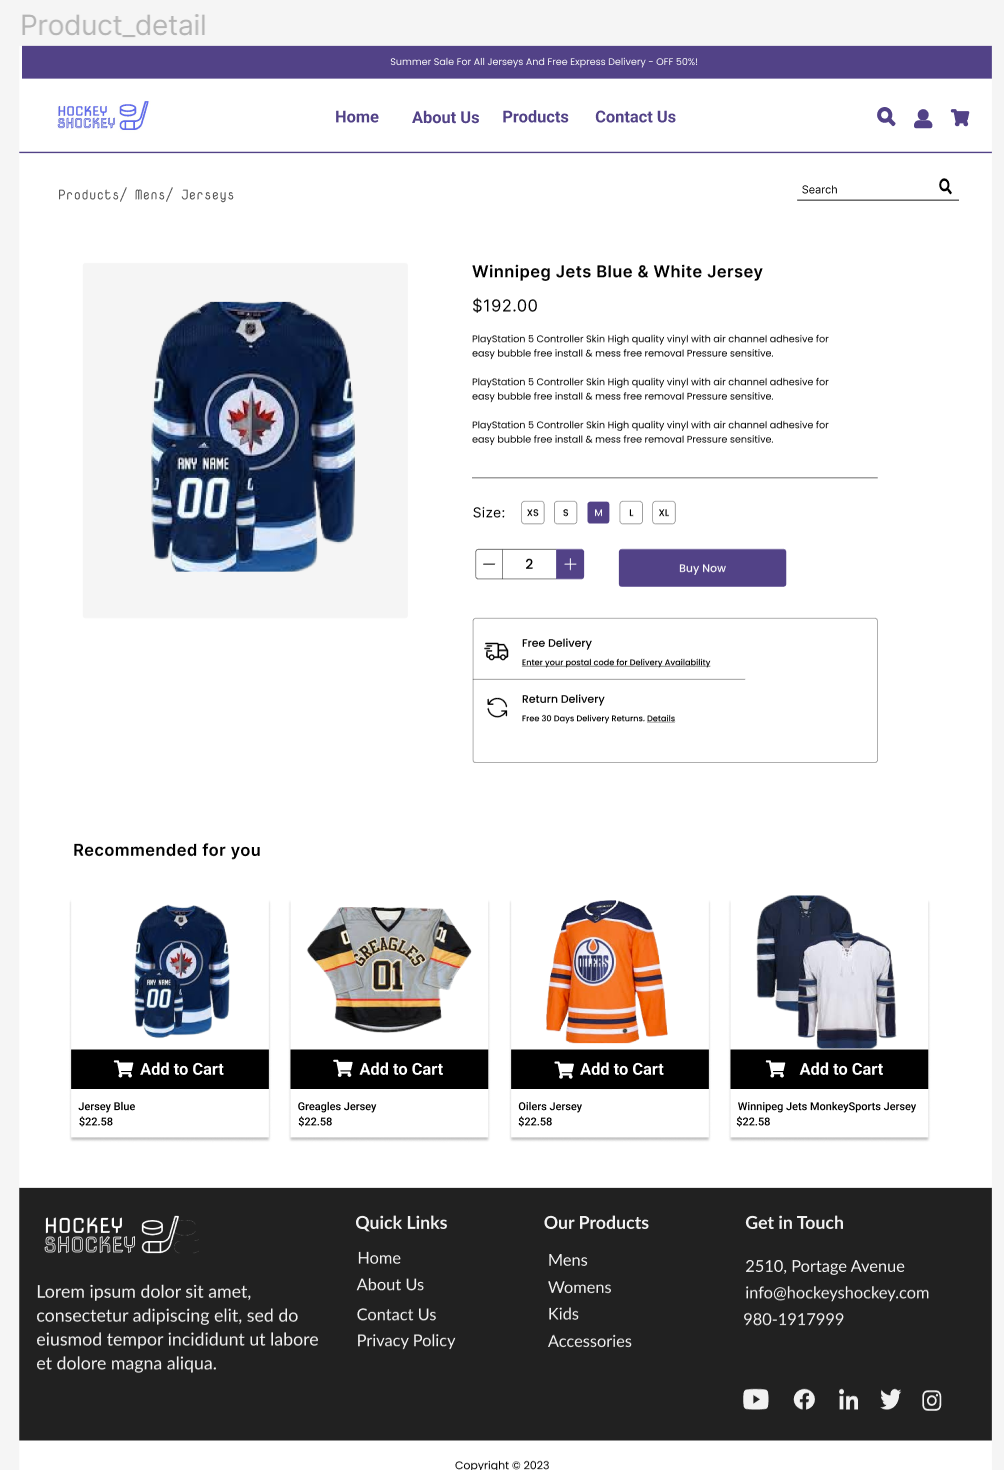 Product_detail
Summer Sale For All Jerseys And Free Express Delivery - OFF 50%!
HOCKEY
SHOCKEY
Home About Us Products Contact Us
Products/ Mens/ Jerseys
Search
Winnipeg Jets Blue & White Jersey
$192.00
PlayStation 5 Controller Skin High quality vinyl with air channel adhesive for
easy bubble free install & mess free removal Pressure sensitive.
PlayStation 5 Controller Skin High quality vinyl with air channel adhesive for
easy bubble free install & mess free removal Pressure sensitive.
PlayStation 5 Controller Skin High quality vinyl with air channel adhesive for
easy bubble free install & mess free removal Pressure sensitive.
ANY NAME
00
Size: XS S M L XL
2
Buy Now
Free Delivery
Enter your postal code for Delivery Availability
Return Delivery
Free 30 Days Delivery Returns. Details
Recommended for you
ANY NAME
00
GREAGLES
01
01
0
OILERS
Add to Cart
Add to Cart
Add to Cart
Add to Cart
Jersey Blue
$22.58
Greagles Jersey
$22.58
Oilers Jersey
$22.58
Winnipeg Jets MonkeySports Jersey
$22.58
HOCKEY
SHOCKEY
Lorem ipsum dolor sit amet,
consectetur adipiscing elit, sed do
eiusmod tempor incididunt ut labore
et dolore magna aliqua.
Quick Links
Home
About Us
Contact Us
Privacy Policy
Our Products
Mens
Womens
Kids
Accessories
Get in Touch
2510, Portage Avenue
info@hockeyshockey.com
980-1917999
Copyright © 2023